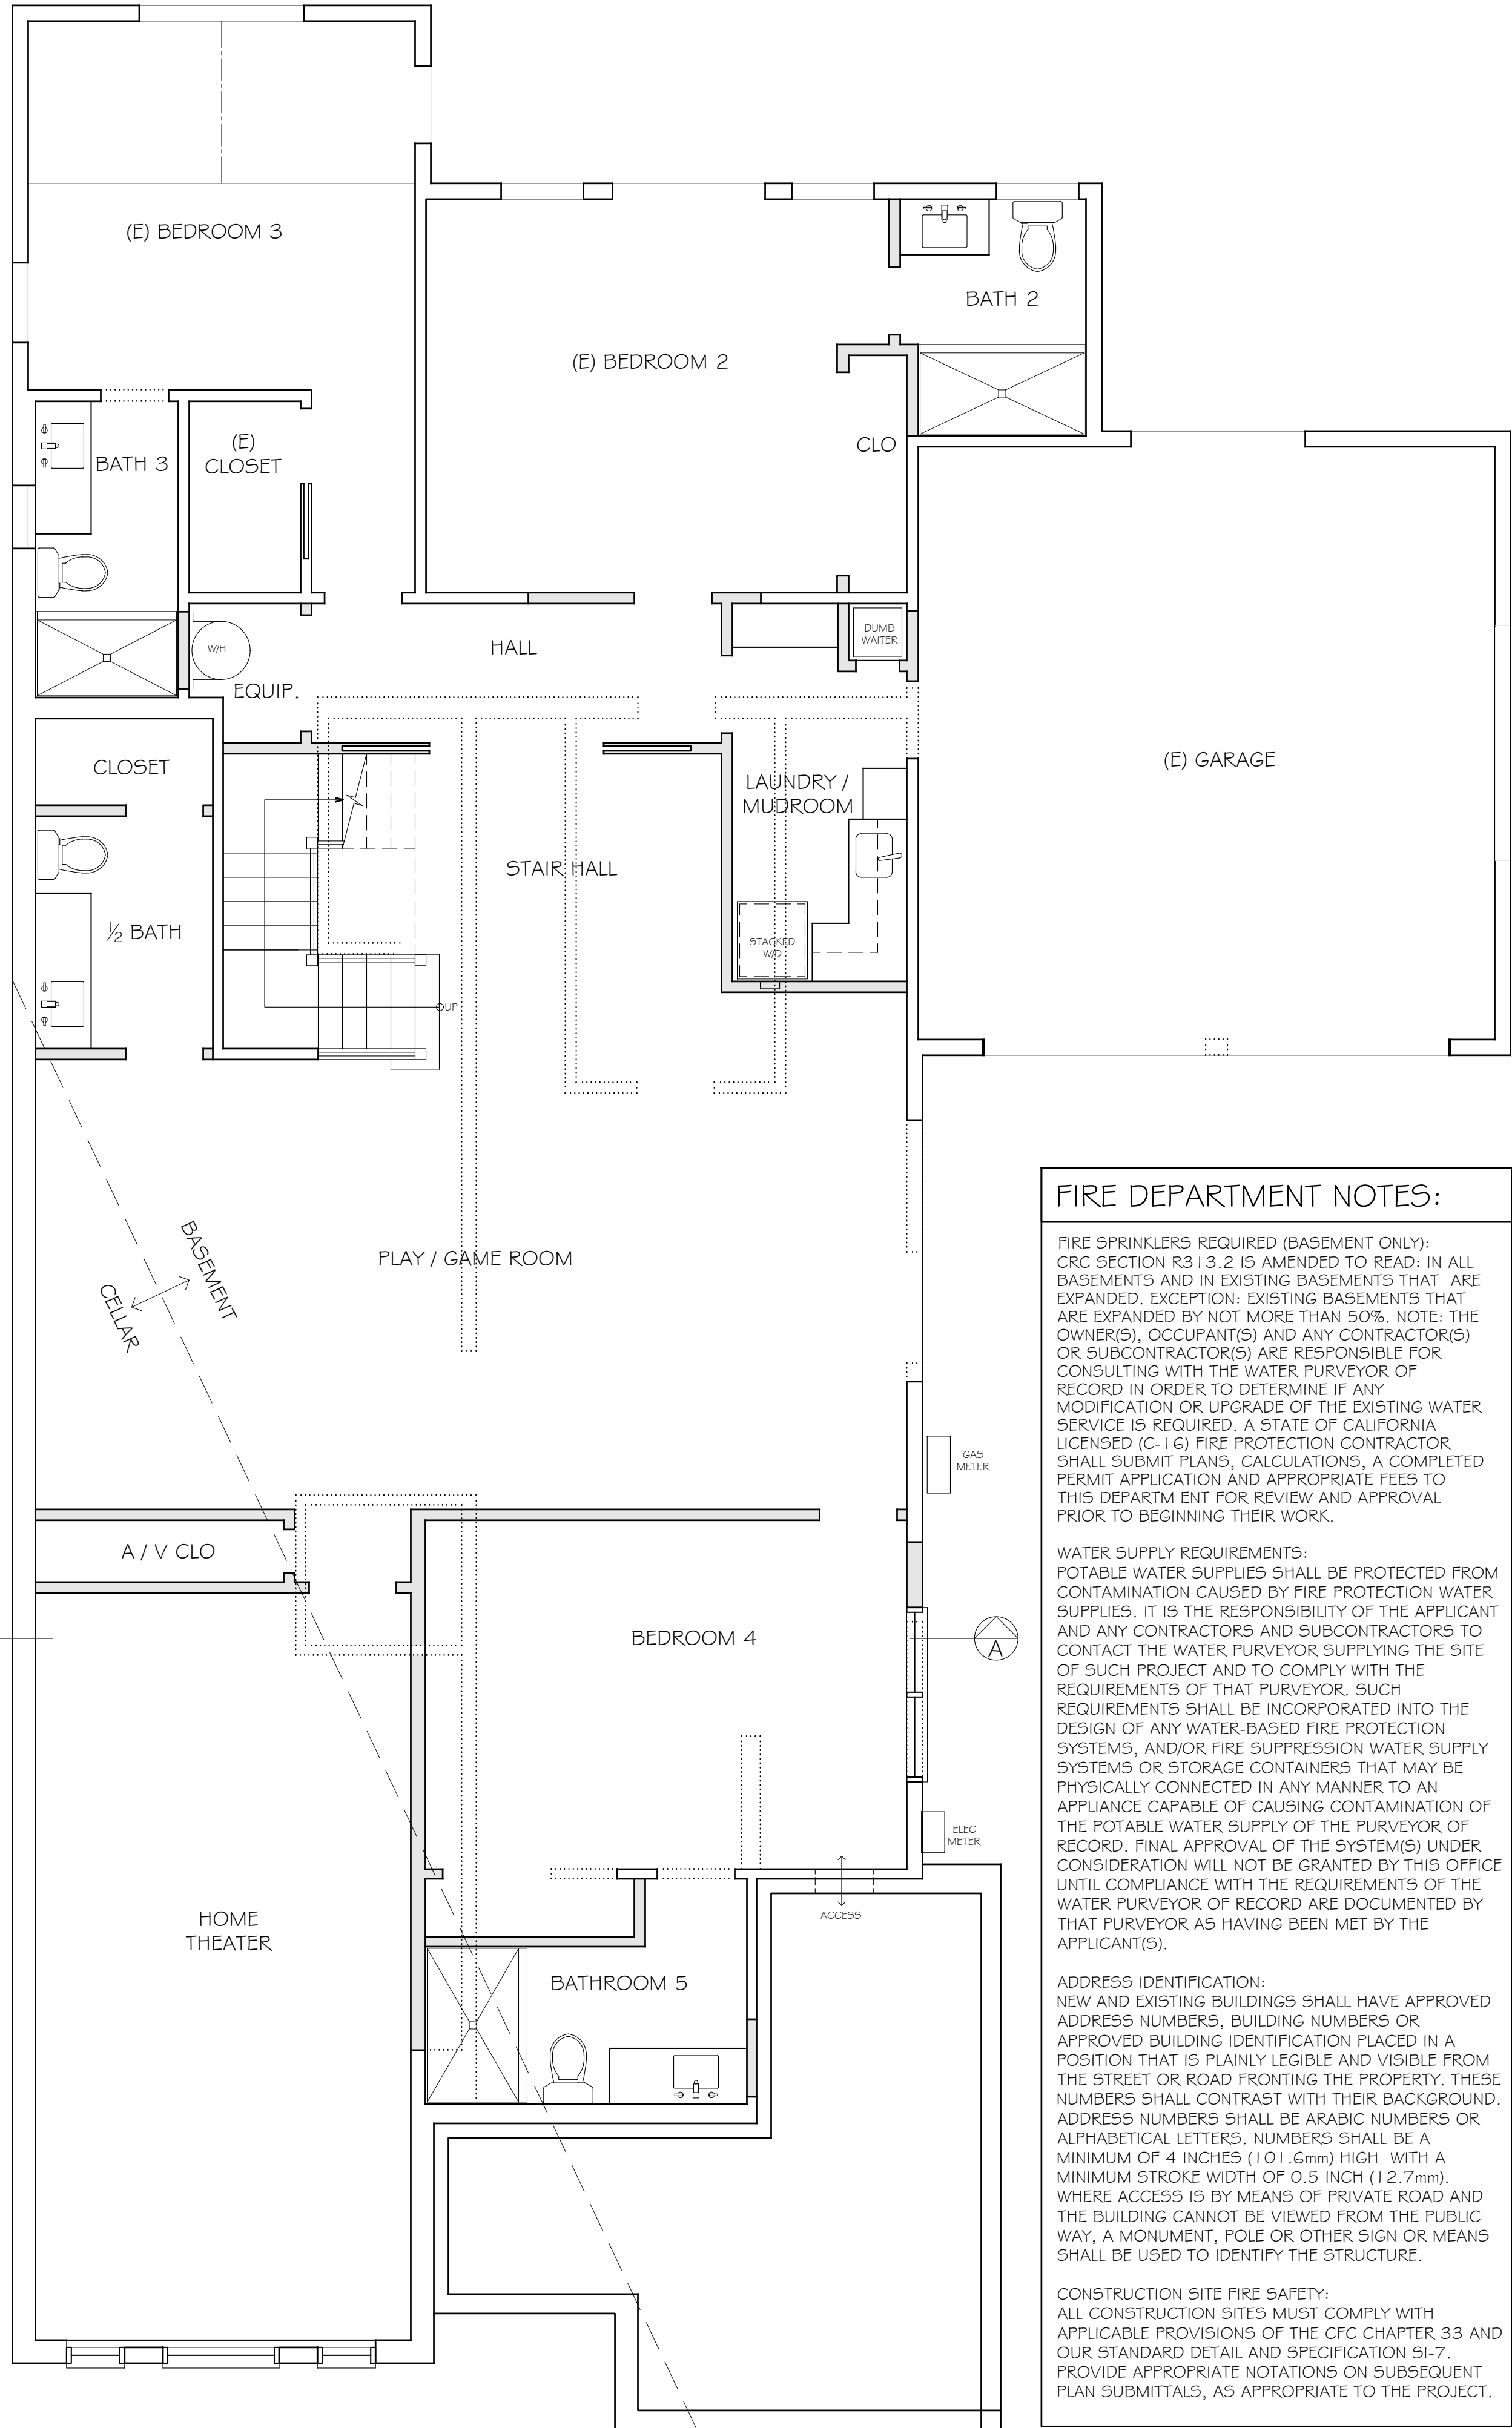 (E) BEDROOM 3
BATH 2
(E) BEDROOM 2
(E)
CLOSET
BATH 3
CLO
DUMB
WAITER
W/H
HALL
EQUIP.
CLOSET
(E) GARAGE
LAUNDRY /
MUDROOM
STAIR HALL
½ BATH
STACKED
W/D
UP
PLAY / GAME ROOM
BASEMENT
CELLAR
GAS
METER
A / V CLO
BEDROOM 4
A
ELEC
METER
ACCESS
HOME
THEATER
BATHROOM 5
FIRE DEPARTMENT NOTES:
FIRE SPRINKLERS REQUIRED (BASEMENT ONLY):
CRC SECTION R313.2 IS AMENDED TO READ: IN ALL
BASEMENTS AND IN EXISTING BASEMENTS THAT ARE
EXPANDED. EXCEPTION: EXISTING BASEMENTS THAT
ARE EXPANDED BY NOT MORE THAN 50%. NOTE: THE
OWNER(S), OCCUPANT(S) AND ANY CONTRACTOR(S)
OR SUBCONTRACTOR(S) ARE RESPONSIBLE FOR
CONSULTING WITH THE WATER PURVEYOR OF
RECORD IN ORDER TO DETERMINE IF ANY
MODIFICATION OR UPGRADE OF THE EXISTING WATER
SERVICE IS REQUIRED. A STATE OF CALIFORNIA
LICENSED (C-16) FIRE PROTECTION CONTRACTOR
SHALL SUBMIT PLANS, CALCULATIONS, A COMPLETED
PERMIT APPLICATION AND APPROPRIATE FEES TO
THIS DEPARTM ENT FOR REVIEW AND APPROVAL
PRIOR TO BEGINNING THEIR WORK.
WATER SUPPLY REQUIREMENTS:
POTABLE WATER SUPPLIES SHALL BE PROTECTED FROM
CONTAMINATION CAUSED BY FIRE PROTECTION WATER
SUPPLIES. IT IS THE RESPONSIBILITY OF THE APPLICANT
AND ANY CONTRACTORS AND SUBCONTRACTORS TO
CONTACT THE WATER PURVEYOR SUPPLYING THE SITE
OF SUCH PROJECT AND TO COMPLY WITH THE
REQUIREMENTS OF THAT PURVEYOR. SUCH
REQUIREMENTS SHALL BE INCORPORATED INTO THE
DESIGN OF ANY WATER-BASED FIRE PROTECTION
SYSTEMS, AND/OR FIRE SUPPRESSION WATER SUPPLY
SYSTEMS OR STORAGE CONTAINERS THAT MAY BE
PHYSICALLY CONNECTED IN ANY MANNER TO AN
APPLIANCE CAPABLE OF CAUSING CONTAMINATION OF
THE POTABLE WATER SUPPLY OF THE PURVEYOR OF
RECORD. FINAL APPROVAL OF THE SYSTEM(S) UNDER
CONSIDERATION WILL NOT BE GRANTED BY THIS OFFICE
UNTIL COMPLIANCE WITH THE REQUIREMENTS OF THE
WATER PURVEYOR OF RECORD ARE DOCUMENTED BY
THAT PURVEYOR AS HAVING BEEN MET BY THE
APPLICANT(S).
ADDRESS IDENTIFICATION:
NEW AND EXISTING BUILDINGS SHALL HAVE APPROVED
ADDRESS NUMBERS, BUILDING NUMBERS OR
APPROVED BUILDING IDENTIFICATION PLACED IN A
POSITION THAT IS PLAINLY LEGIBLE AND VISIBLE FROM
THE STREET OR ROAD FRONTING THE PROPERTY. THESE
NUMBERS SHALL CONTRAST WITH THEIR BACKGROUND.
ADDRESS NUMBERS SHALL BE ARABIC NUMBERS OR
ALPHABETICAL LETTERS. NUMBERS SHALL BE A
MINIMUM OF 4 INCHES (101.6mm) HIGH WITH A
MINIMUM STROKE WIDTH OF 0.5 INCH (12.7mm).
WHERE ACCESS IS BY MEANS OF PRIVATE ROAD AND
THE BUILDING CANNOT BE VIEWED FROM THE PUBLIC
WAY, A MONUMENT, POLE OR OTHER SIGN OR MEANS
SHALL BE USED TO IDENTIFY THE STRUCTURE.
CONSTRUCTION SITE FIRE SAFETY:
ALL CONSTRUCTION SITES MUST COMPLY WITH
APPLICABLE PROVISIONS OF THE CFC CHAPTER 33 AND
OUR STANDARD DETAIL AND SPECIFICATION SI-7.
PROVIDE APPROPRIATE NOTATIONS ON SUBSEQUENT
PLAN SUBMITTALS, AS APPROPRIATE TO THE PROJECT.